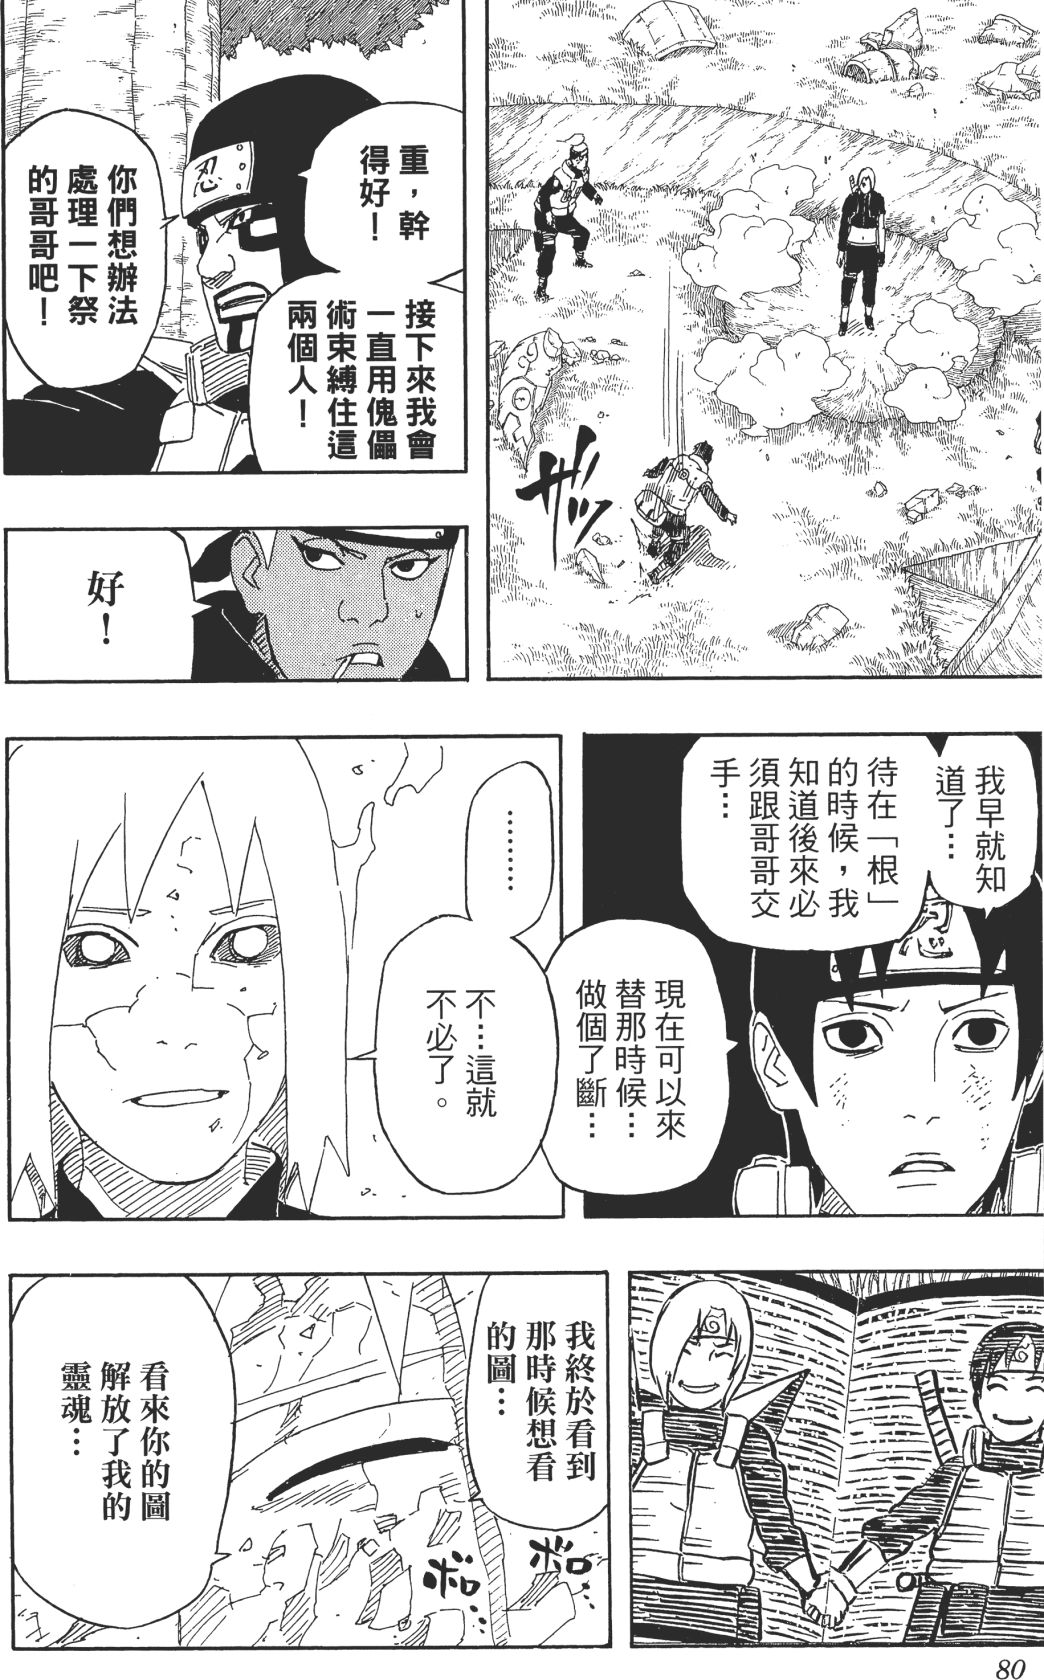 ザッ
重，幹
得好！
接下來我會
一直用傀儡
術束縛住這
兩個人！
忍
你們想辦法
處理一下祭
的哥哥吧！
好！
我早就知
道了…
待在「根」
的時候，我
知道後來必
須跟哥哥交
手…
忍
現在可以來
替那時候…
做個了斷…
………
不…這就
不必了。
我終於看到
那時候想看
的圖…
看來你的圖
解放了我的
靈魂…
ボロ…
ボロ…
80